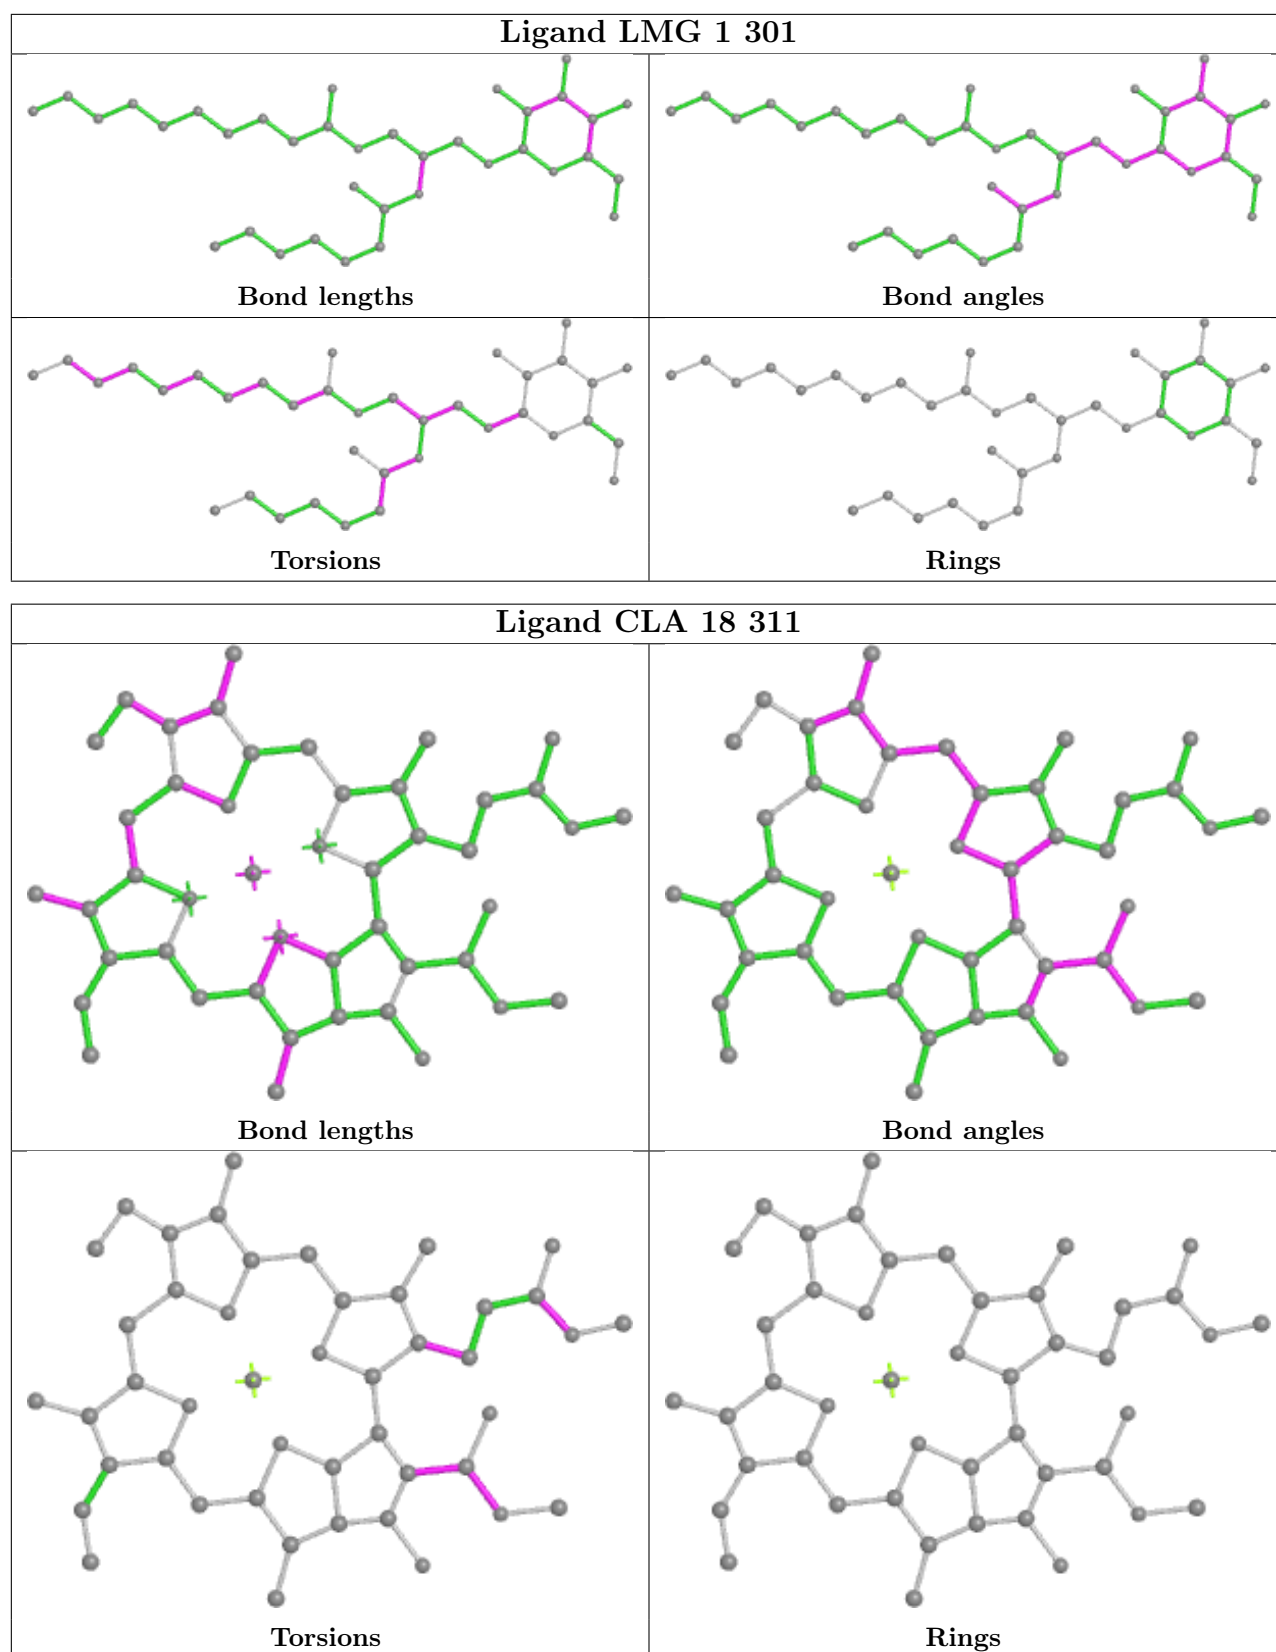 Ligand LMG 1 301
Bond lengths
Bond angles
Torsions
Rings
Ligand CLA 18 311
Bond lengths
Bond angles
Torsions
Rings